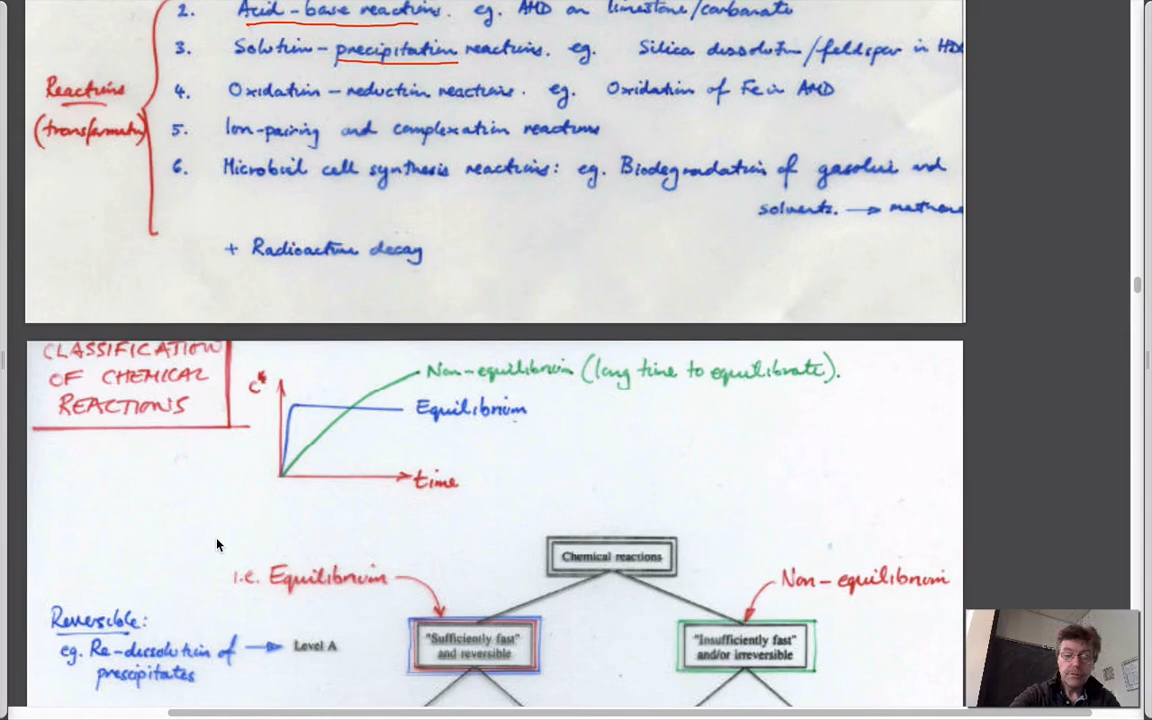 2. Acid-base reactions. eg. AMD on limestone/carbonate
3. Solution-precipitation reactions. eg. Silica dissolution/feldspar in HDR
Reactions
4. Oxidation-reduction reactions. eg. Oxidation of Fe in AMD
(transformation)
5. Ion-pairing and complexation reactions
6. Microbial cell synthesis reactions: eg. Biodegradation of gasoline and
solvents. → methane
+ Radioactive decay
CLASSIFICATION
OF CHEMICAL
REACTIONS
C*
Non-equilibrium (long time to equilibrate).
Equilibrium
time
Chemical reactions
i.e. Equilibrium
Non-equilibrium
Reversible:
eg. Re-dissolution of → Level A
precipitates
"Sufficiently fast"
and reversible
"Insufficiently fast"
and/or irreversible